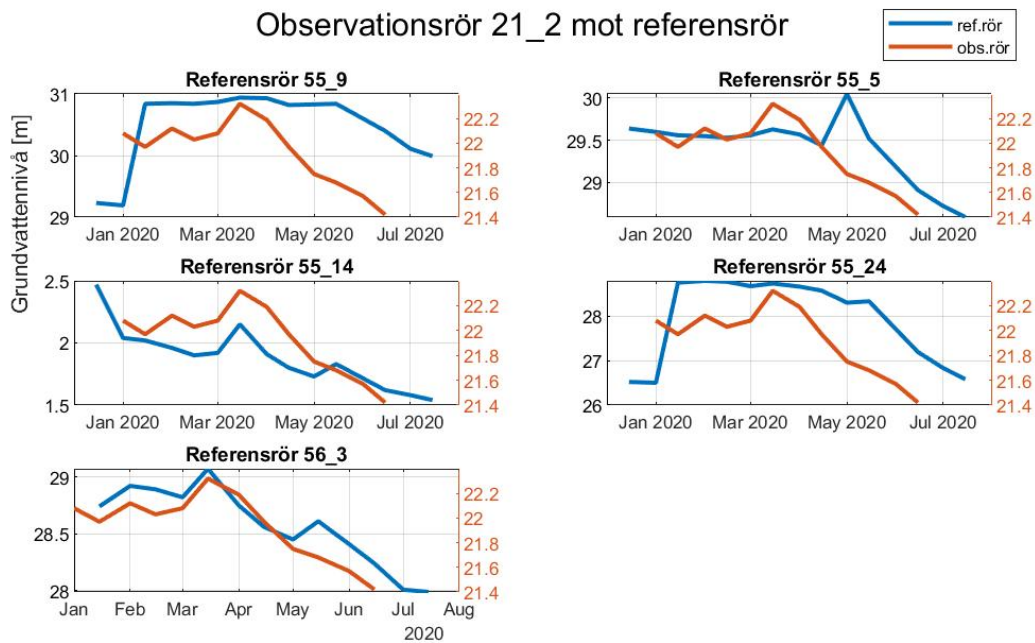 Observationsrör 21_2 mot referensrör
ref.rör
obs.rör
Grundvattennivå [m]
Referensrör 55_9
31
30
29
22.2
22
21.8
21.6
21.4
Jan 2020 Mar 2020 May 2020 Jul 2020
Referensrör 55_5
30
29.5
29
22.2
22
21.8
21.6
21.4
Jan 2020 Mar 2020 May 2020 Jul 2020
Referensrör 55_14
2.5
2
1.5
22.2
22
21.8
21.6
21.4
Jan 2020 Mar 2020 May 2020 Jul 2020
Referensrör 55_24
28
27
26
22.2
22
21.8
21.6
21.4
Jan 2020 Mar 2020 May 2020 Jul 2020
Referensrör 56_3
29
28.5
28
22.2
22
21.8
21.6
21.4
Jan Feb Mar Apr May Jun Jul Aug
2020